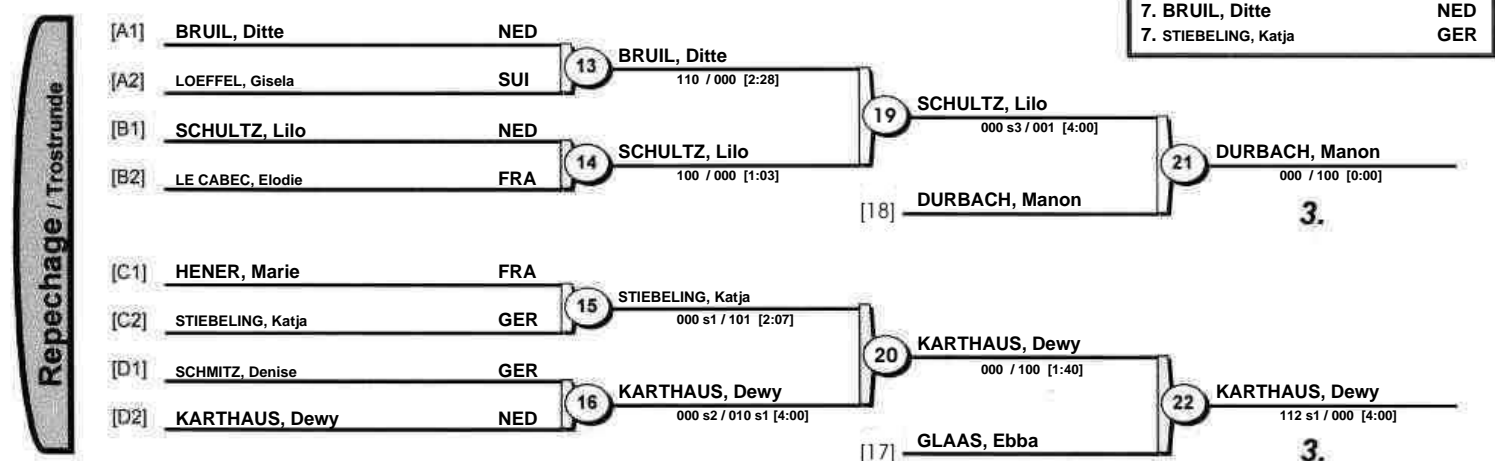 7. BRUIL, Ditte NED
7. STIEBELING, Katja GER
Repechage / Trostrunde
[A1] BRUIL, Ditte NED
[A2] LOEFFEL, Gisela SUI
13 BRUIL, Ditte
110 / 000 [2:28]
[B1] SCHULTZ, Lilo NED
[B2] LE CABEC, Elodie FRA
14 SCHULTZ, Lilo
100 / 000 [1:03]
19 SCHULTZ, Lilo
000 s3 / 001 [4:00]
[18] DURBACH, Manon
21 DURBACH, Manon
000 / 100 [0:00]
3.
[C1] HENER, Marie FRA
[C2] STIEBELING, Katja GER
15 STIEBELING, Katja
000 s1 / 101 [2:07]
[D1] SCHMITZ, Denise GER
[D2] KARTHAUS, Dewy NED
16 KARTHAUS, Dewy
000 s2 / 010 s1 [4:00]
20 KARTHAUS, Dewy
000 / 100 [1:40]
[17] GLAAS, Ebba
22 KARTHAUS, Dewy
112 s1 / 000 [4:00]
3.